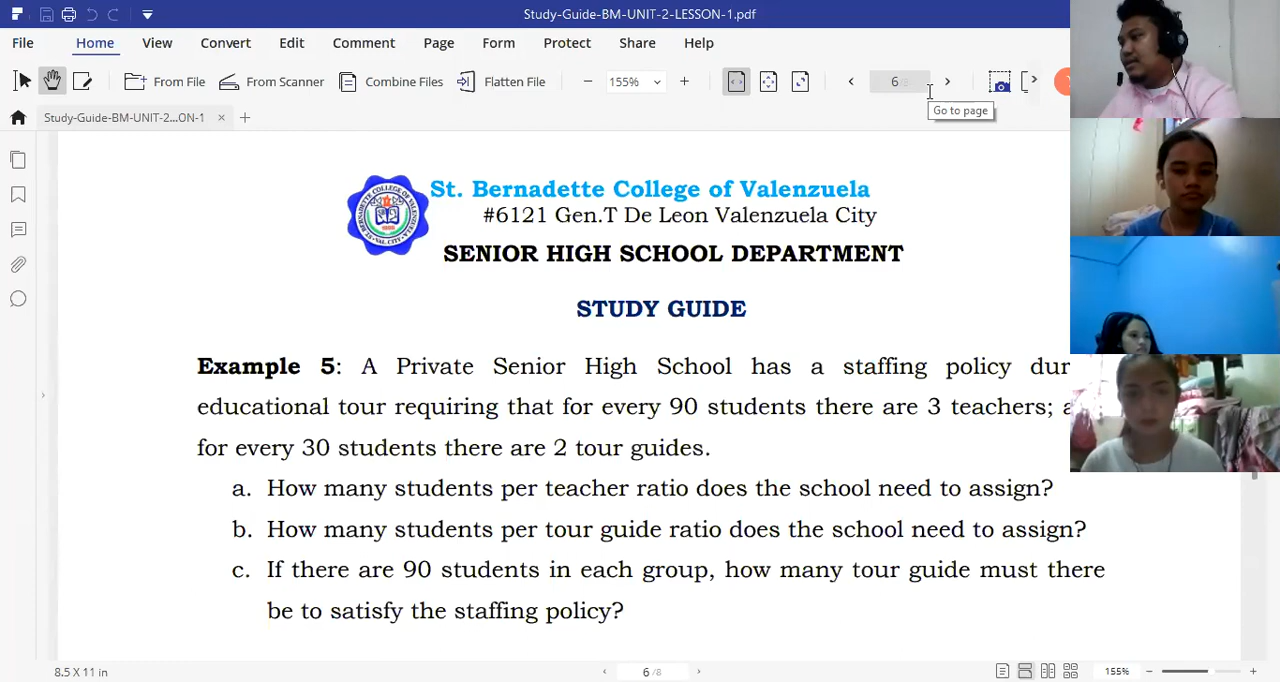 Study-Guide-BM-UNIT-2-LESSON-1.pdf
File Home View Convert Edit Comment Page Form Protect Share Help
From File From Scanner Combine Files Flatten File 155% 6
Go to page
Study-Guide-BM-UNIT-2...ON-1
St. Bernadette College of Valenzuela
#6121 Gen.T De Leon Valenzuela City
SENIOR HIGH SCHOOL DEPARTMENT
STUDY GUIDE
Example 5: A Private Senior High School has a staffing policy dur
educational tour requiring that for every 90 students there are 3 teachers; a
for every 30 students there are 2 tour guides.
a. How many students per teacher ratio does the school need to assign?
b. How many students per tour guide ratio does the school need to assign?
c. If there are 90 students in each group, how many tour guide must there
be to satisfy the staffing policy?
8.5 X 11 in 6 /8 155%